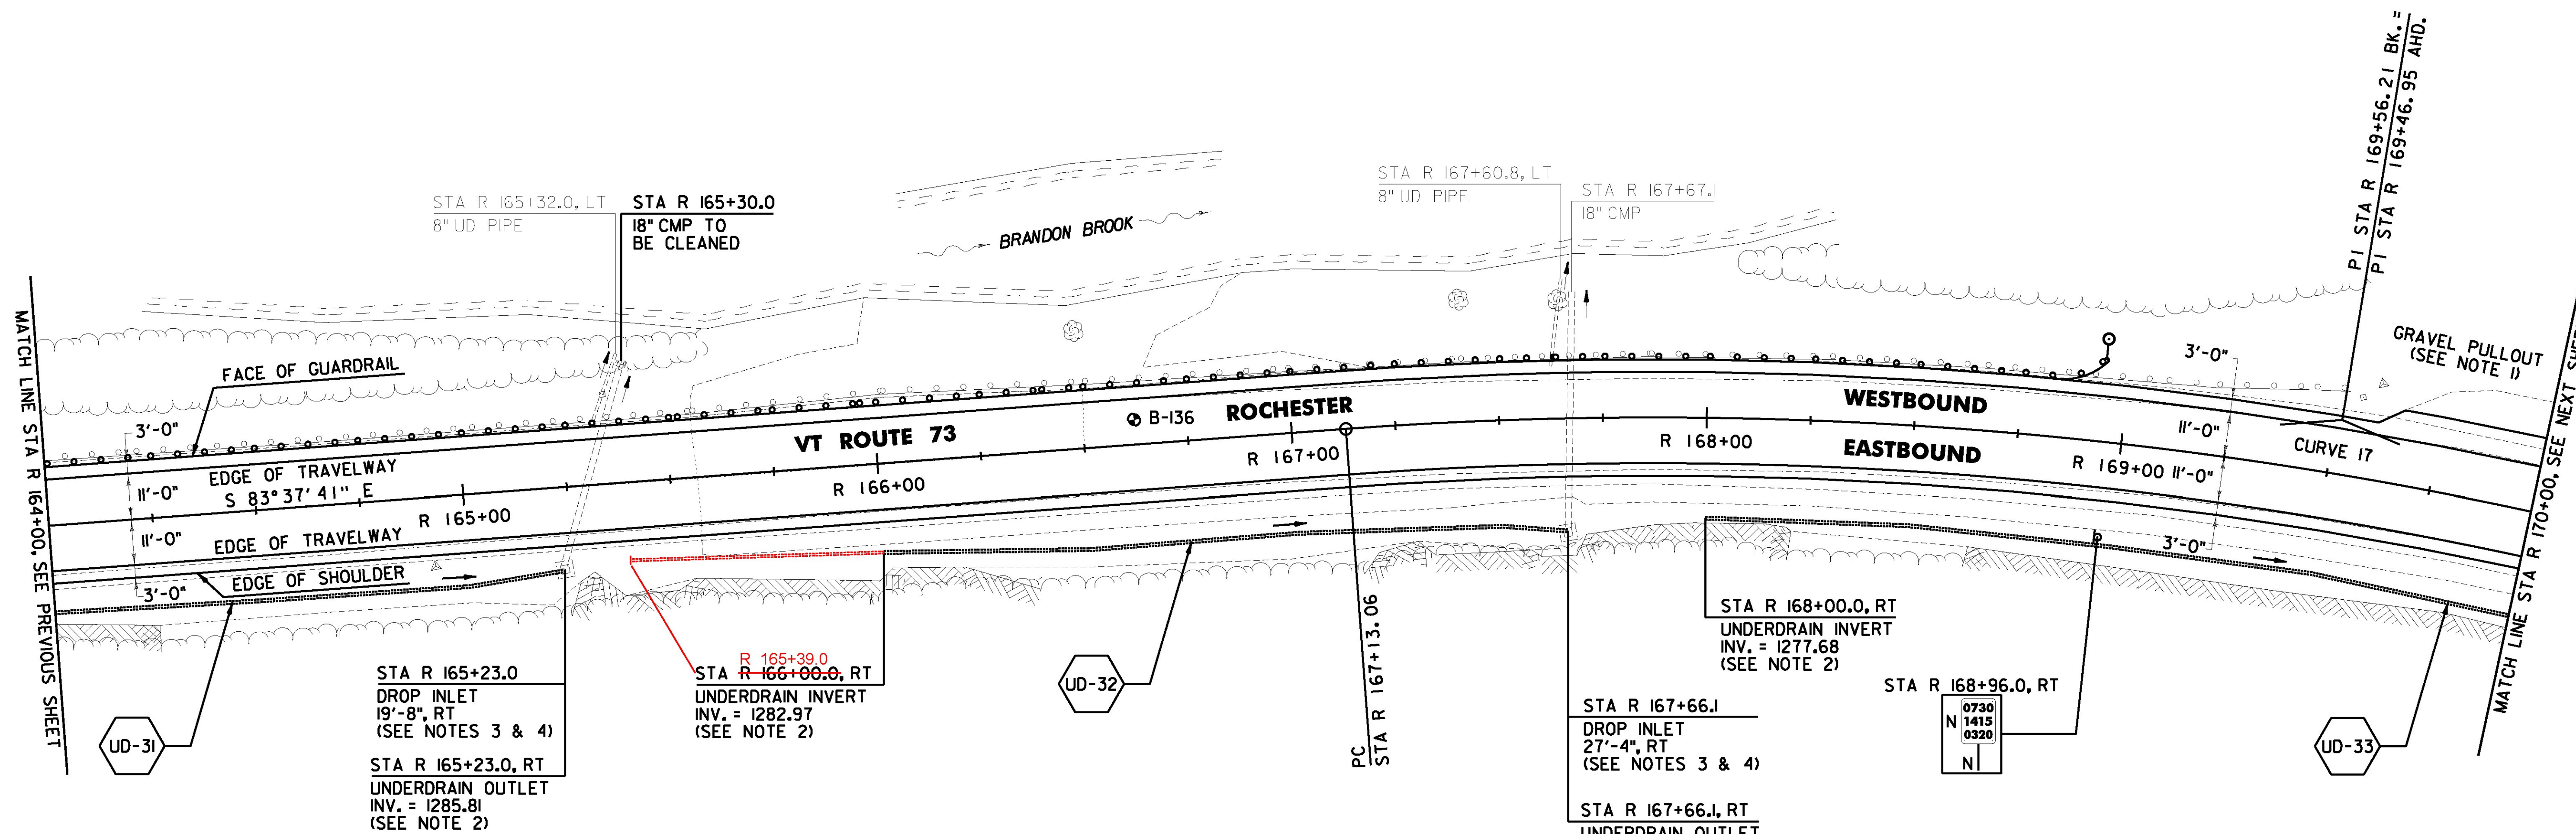 PI STA R 169+56.21 BK.=
PI STA R 169+46.95 AHD.
STA R 165+32.0, LT
8" UD PIPE
STA R 165+30.0
18" CMP TO
BE CLEANED
STA R 167+60.8, LT
8" UD PIPE
STA R 167+67.1
18" CMP
BRANDON BROOK
MATCH LINE STA R 164+00, SEE PREVIOUS SHEET
FACE OF GUARDRAIL
GRAVEL PULLOUT
(SEE NOTE 1)
3'-0"
3'-0"
B-136
ROCHESTER
WESTBOUND
VT ROUTE 73
EDGE OF TRAVELWAY
S 83°37'41" E
11'-0"
11'-0"
R 165+00
R 166+00
R 167+00
R 168+00
EASTBOUND
R 169+00
11'-0"
11'-0"
CURVE 17
EDGE OF TRAVELWAY
EDGE OF SHOULDER
3'-0"
3'-0"
MATCH LINE STA R 170+00, SEE NEXT
PC
STA R 167+13.06
UD-31
STA R 165+23.0
DROP INLET
19'-8", RT
(SEE NOTES 3 & 4)
STA R 165+23.0, RT
UNDERDRAIN OUTLET
INV. = 1285.81
(SEE NOTE 2)
R 165+39.0
STA R 166+00.0, RT
UNDERDRAIN INVERT
INV. = 1282.97
(SEE NOTE 2)
UD-32
STA R 167+66.1
DROP INLET
27'-4", RT
(SEE NOTES 3 & 4)
STA R 167+66.1, RT
UNDERDRAIN OUTLET
STA R 168+00.0, RT
UNDERDRAIN INVERT
INV. = 1277.68
(SEE NOTE 2)
STA R 168+96.0, RT
0730
N 1415
0320
N
UD-33